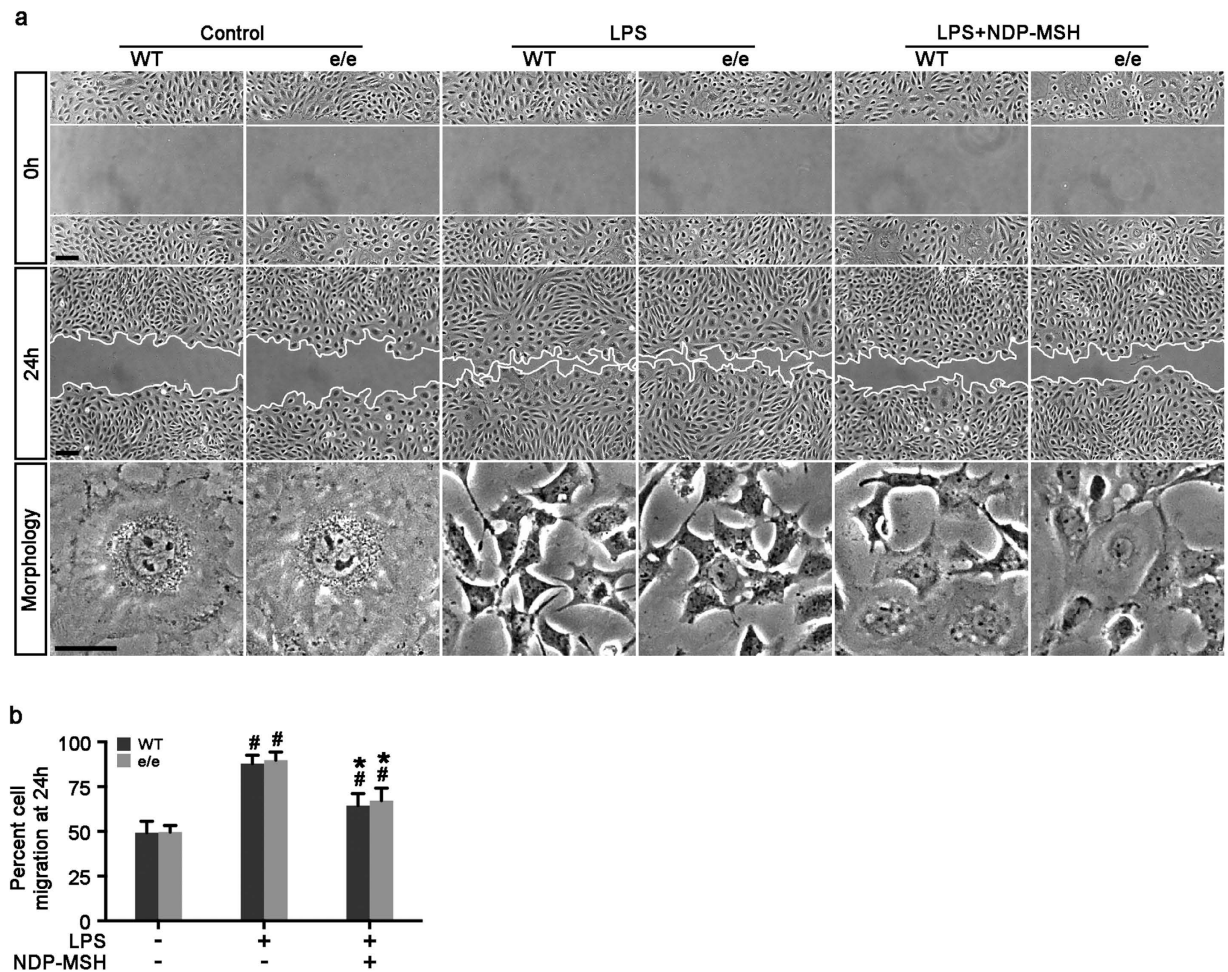 a
Control LPS LPS+NDP-MSH
WT e/e WT e/e WT e/e
0h
24h
Morphology
b
100
75
50
25
0
Percent cell
migration at 24h
WT
e/e
# # * *
# #
LPS - + +
NDP-MSH - - +